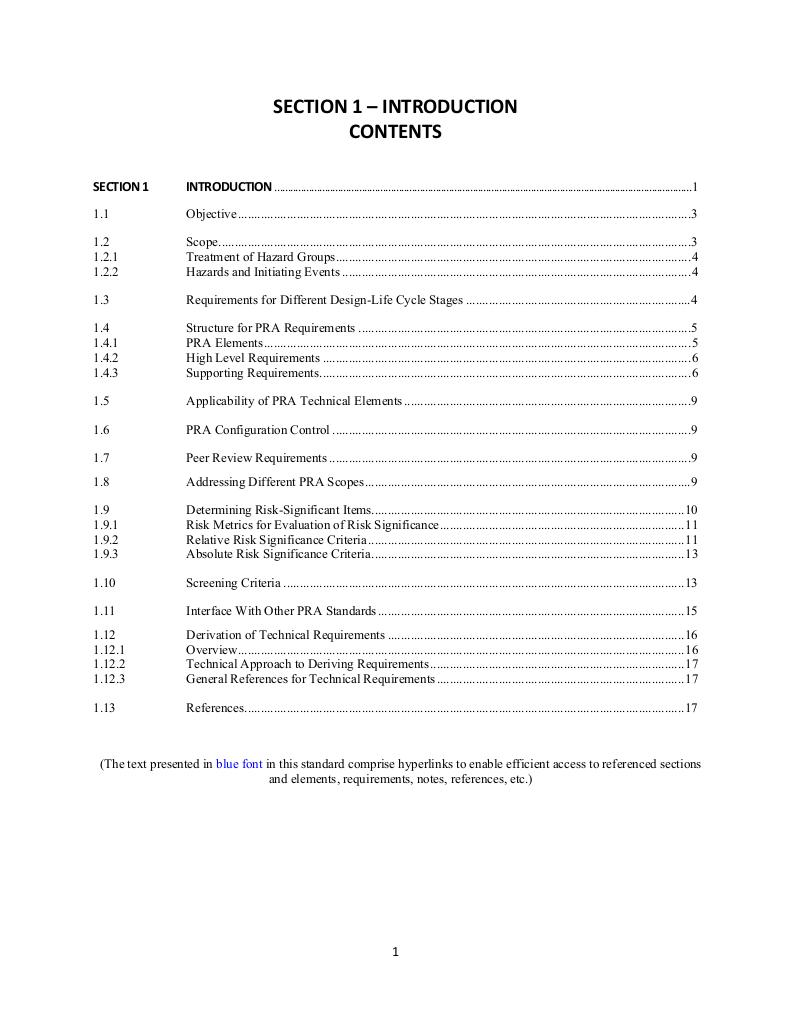 SECTION 1 – INTRODUCTION
CONTENTS
SECTION 1 INTRODUCTION ........................................ 1
1.1 Objective ........................................ 3
1.2 Scope ........................................ 3
1.2.1 Treatment of Hazard Groups ........................................ 4
1.2.2 Hazards and Initiating Events ........................................ 4
1.3 Requirements for Different Design-Life Cycle Stages ........................................ 4
1.4 Structure for PRA Requirements ........................................ 5
1.4.1 PRA Elements ........................................ 5
1.4.2 High Level Requirements ........................................ 6
1.4.3 Supporting Requirements ........................................ 6
1.5 Applicability of PRA Technical Elements ........................................ 9
1.6 PRA Configuration Control ........................................ 9
1.7 Peer Review Requirements ........................................ 9
1.8 Addressing Different PRA Scopes ........................................ 9
1.9 Determining Risk-Significant Items ........................................ 10
1.9.1 Risk Metrics for Evaluation of Risk Significance ........................................ 11
1.9.2 Relative Risk Significance Criteria ........................................ 11
1.9.3 Absolute Risk Significance Criteria ........................................ 13
1.10 Screening Criteria ........................................ 13
1.11 Interface With Other PRA Standards ........................................ 15
1.12 Derivation of Technical Requirements ........................................ 16
1.12.1 Overview ........................................ 16
1.12.2 Technical Approach to Deriving Requirements ........................................ 17
1.12.3 General References for Technical Requirements ........................................ 17
1.13 References ........................................ 17
(The text presented in blue font in this standard comprise hyperlinks to enable efficient access to referenced sections
and elements, requirements, notes, references, etc.)
1